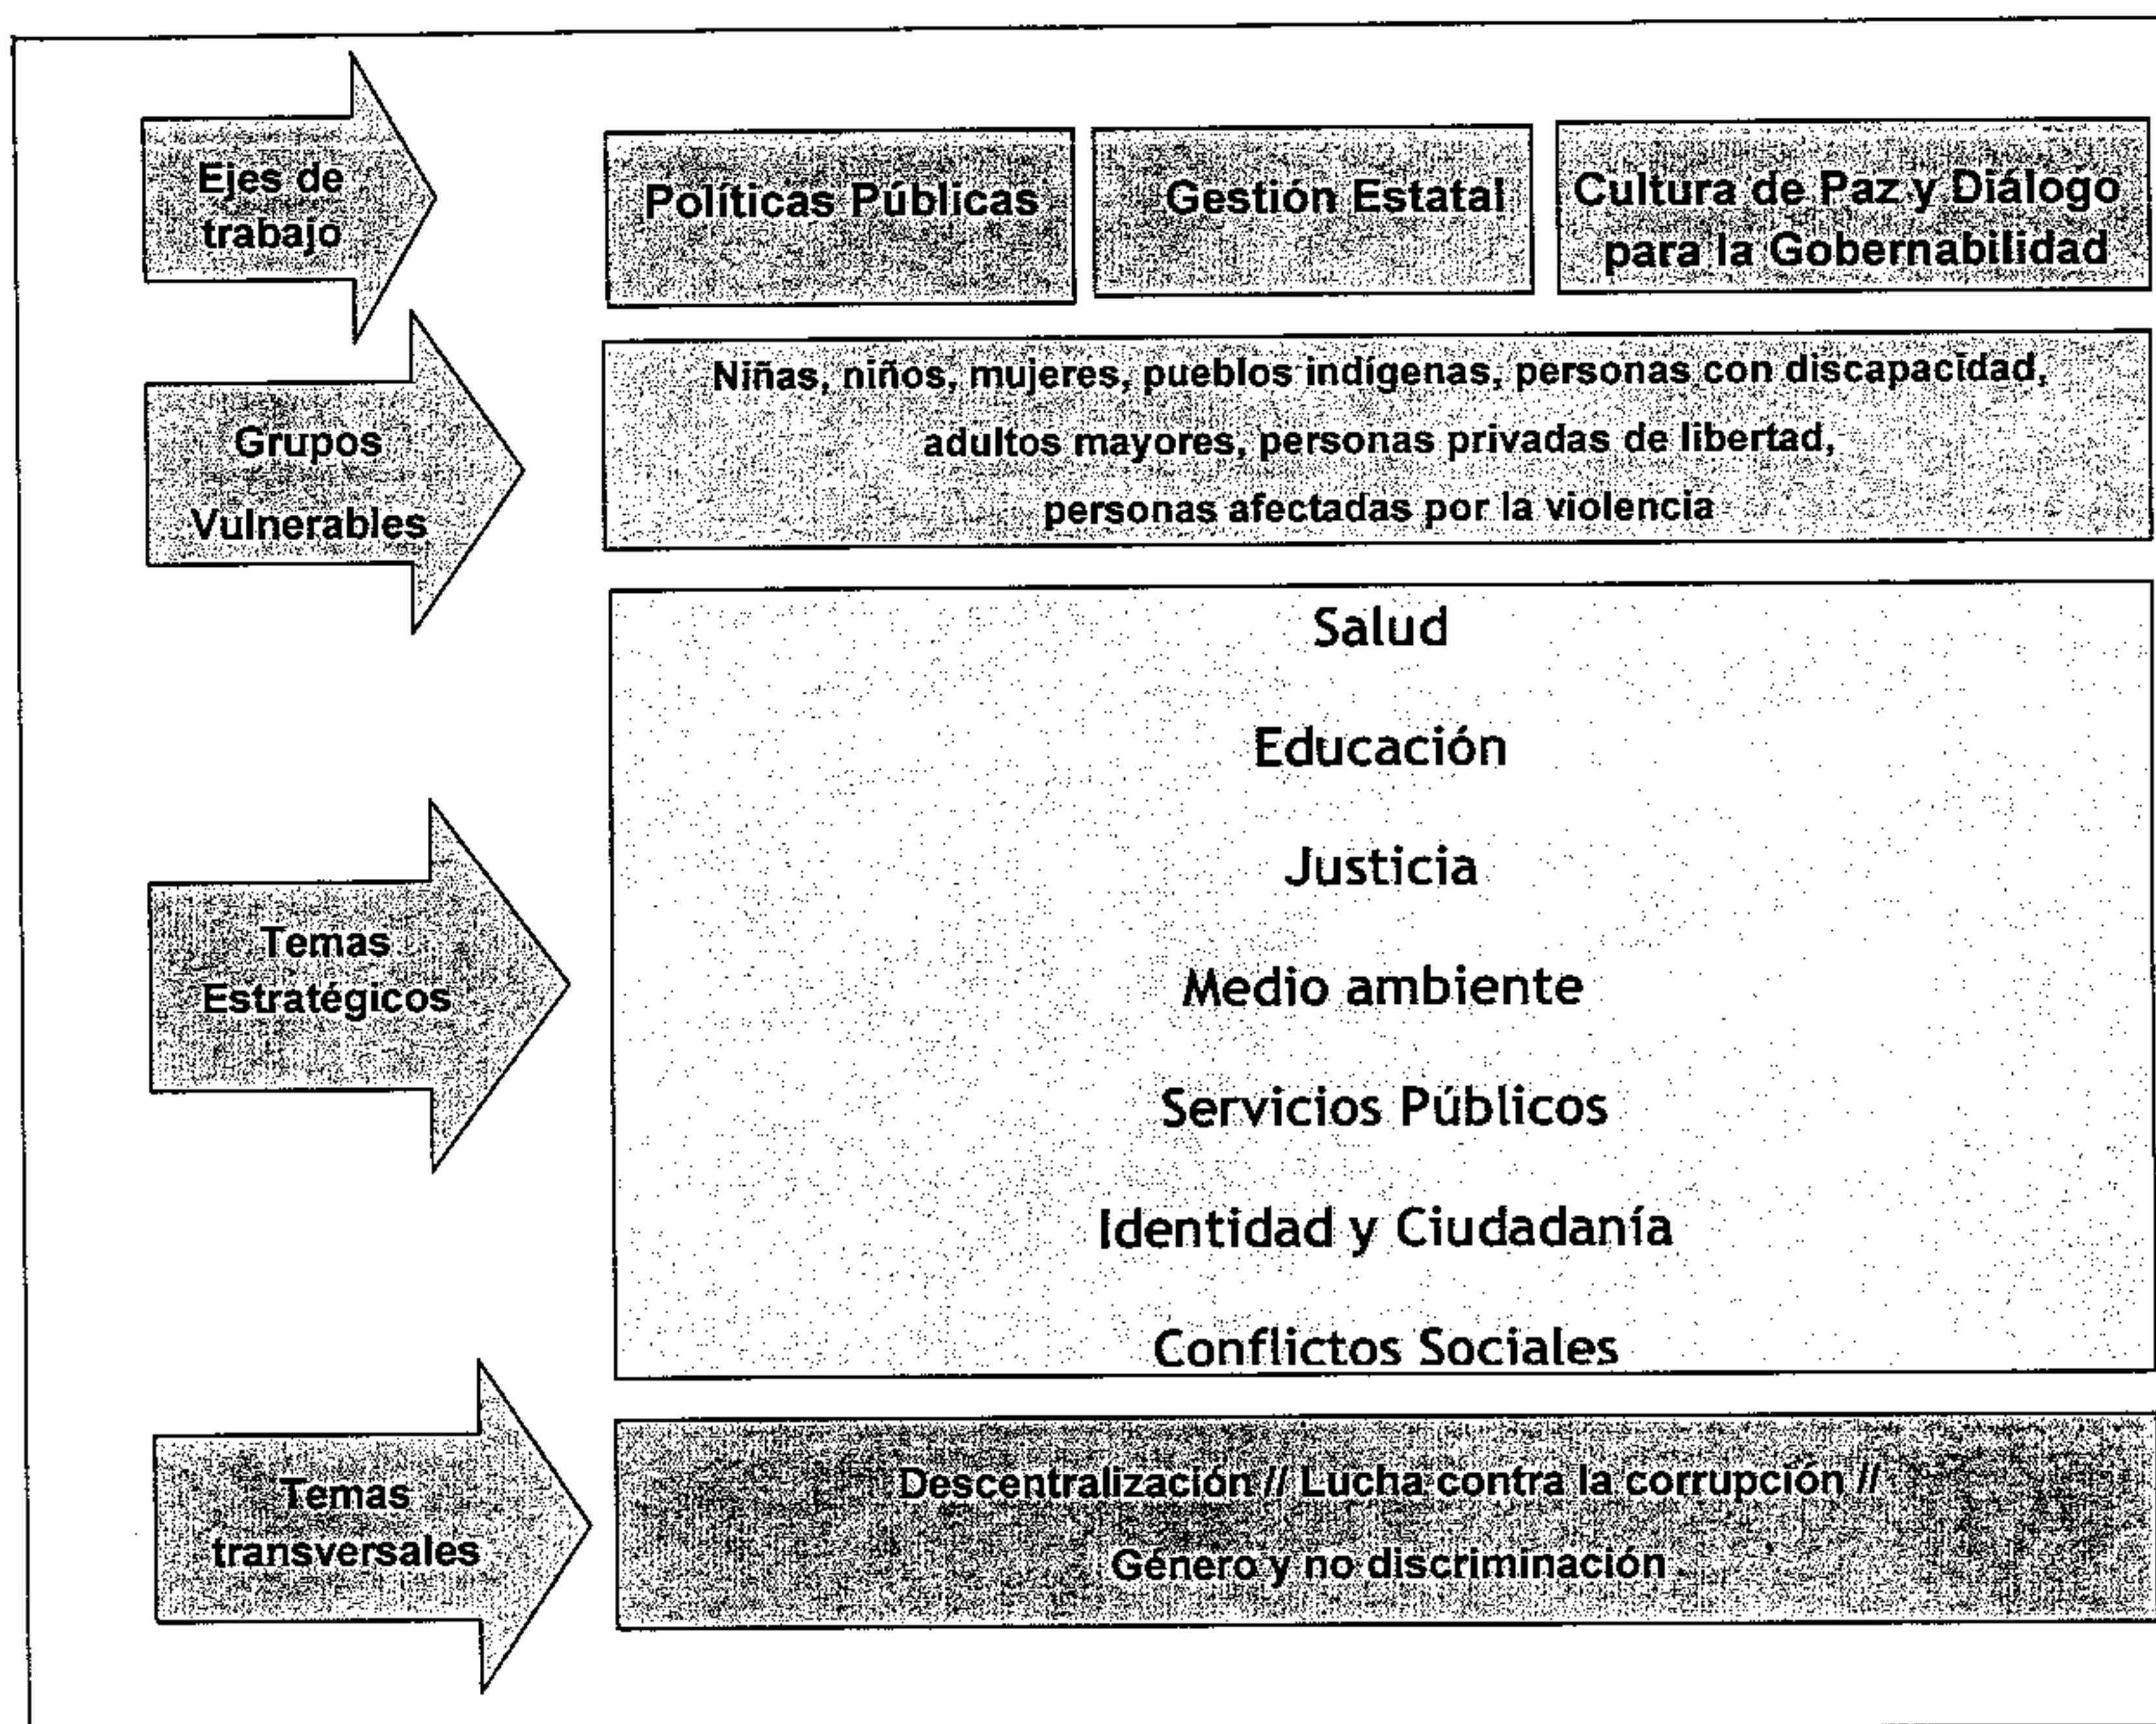 Ejes de
trabajo
Políticas Públicas
Gestión Estatal
Cultura de Paz y Diálogo
para la Gobernabilidad
Grupos
Vulnerables
Niñas, niños, mujeres, pueblos indígenas, personas con discapacidad,
adultos mayores, personas privadas de libertad,
personas afectadas por la violencia
Temas
Estratégicos
Salud
Educación
Justicia
Medio ambiente
Servicios Públicos
Identidad y Ciudadanía
Conflictos Sociales
Temas
transversales
Descentralización // Lucha contra la corrupción //
Género y no discriminación